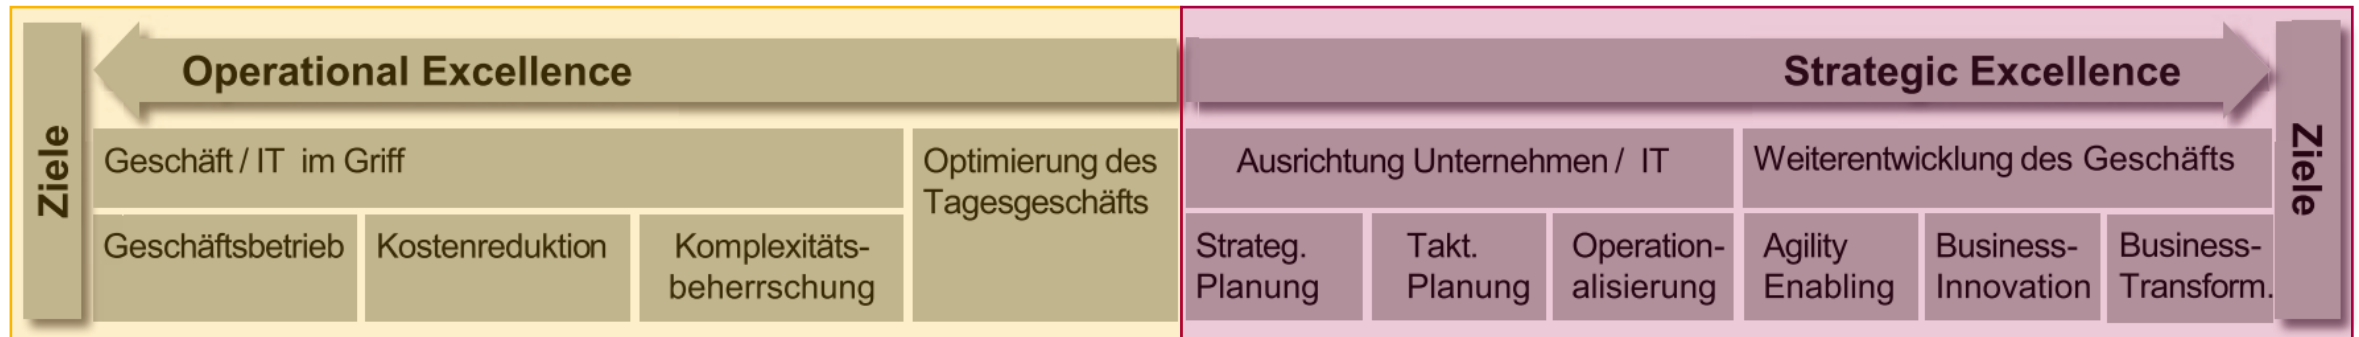 Ziele
Operational Excellence
Strategic Excellence
Ziele
Geschäft / IT im Griff
Optimierung des
Tagesgeschäfts
Ausrichtung Unternehmen / IT
Weiterentwicklung des Geschäfts
Geschäftsbetrieb
Kostenreduktion
Komplexitäts-
beherrschung
Strateg.
Planung
Takt.
Planung
Operation-
alisierung
Agility
Enabling
Business-
Innovation
Business-
Transform.